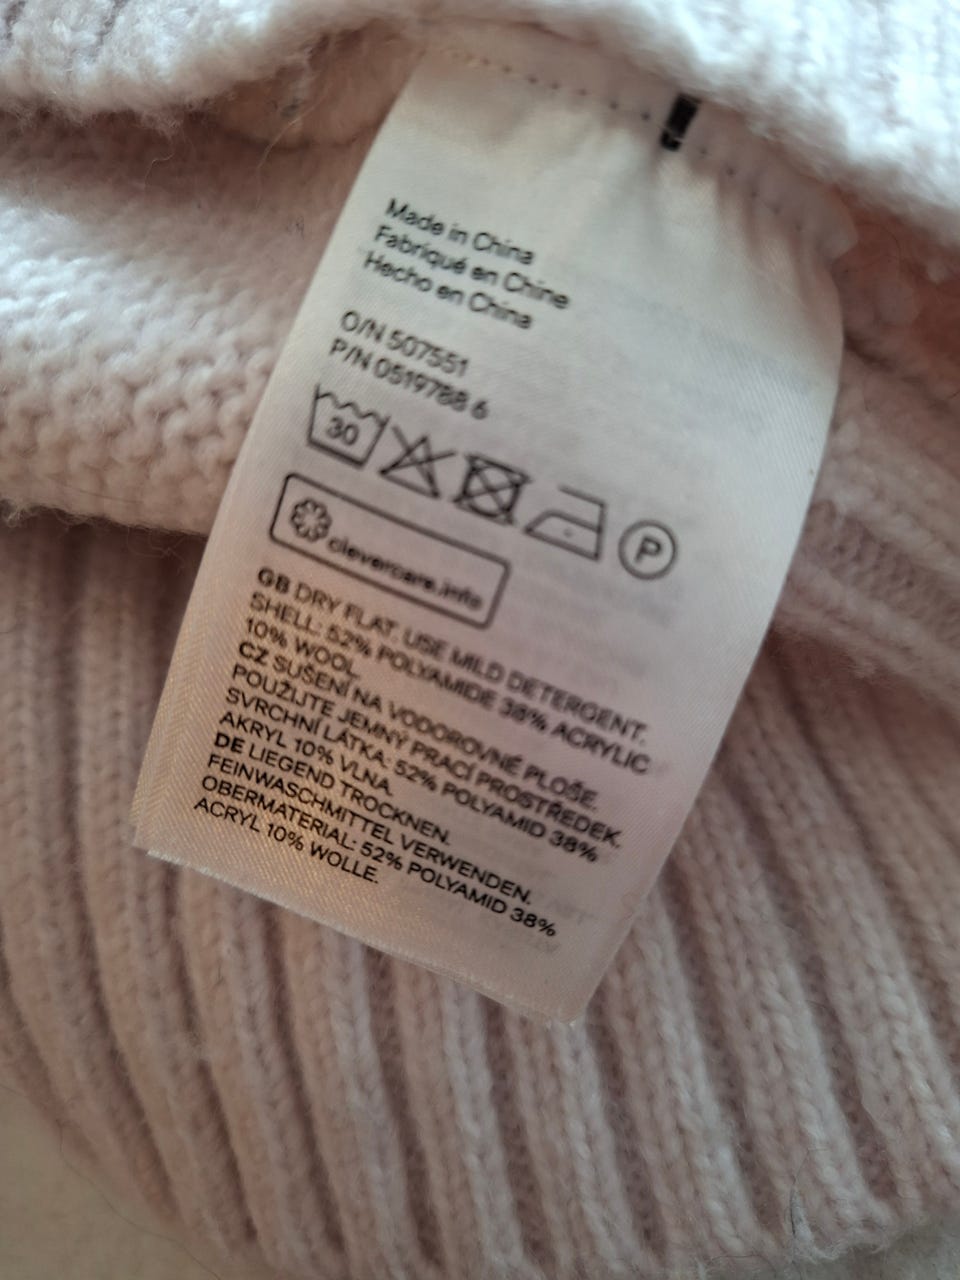 Made in China
Fabriqué en Chine
Hecho en China
O/N 507551
P/N 0519788 6
30
P
clevercare.info
GB DRY FLAT. USE MILD DETERGENT.
SHELL: 52% POLYAMIDE 38% ACRYLIC
10% WOOL.
CZ SUŠENÍ NA VODOROVNÉ PLOŠE.
POUŽIJTE JEMNÝ PRACÍ PROSTŘEDEK.
SVRCHNÍ LÁTKA: 52% POLYAMID 38%
AKRYL 10% VLNA.
DE LIEGEND TROCKNEN.
FEINWASCHMITTEL VERWENDEN.
OBERMATERIAL: 52% POLYAMID 38%
ACRYL 10% WOLLE.